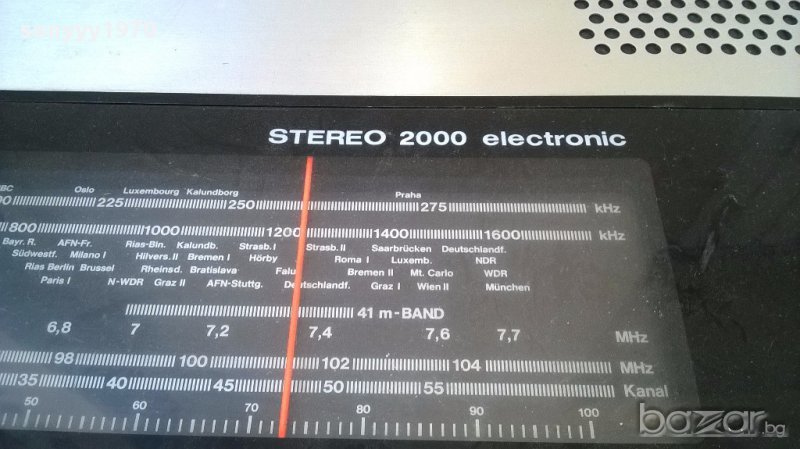 seayyy1975
STEREO 2000 electronic
BC Oslo Luxembourg Kalundborg Praha
00 225 250 275 kHz
800 1000 1200 1400 1600 kHz
Bayr. R. AFN-Fr. Rias-Bln. Kalundb. Strasb. I Strasb. II Saarbrücken Deutschlandf.
Südwestf. Milano I Hilvers. II Bremen I Hörby Roma I Luxemb. NDR
Rias Berlin Brussel Rheinsd. Bratislava Falu Bremen II Mt. Carlo WDR
Paris I N-WDR Graz II AFN-Stuttg. Deutschlandf. Graz I Wien II München
41 m-BAND
6,8 7 7,2 7,4 7,6 7,7 MHz
98 100 102 104 MHz
35 40 45 50 55 Kanal
50 60 70 80 90 100
bazar.bg